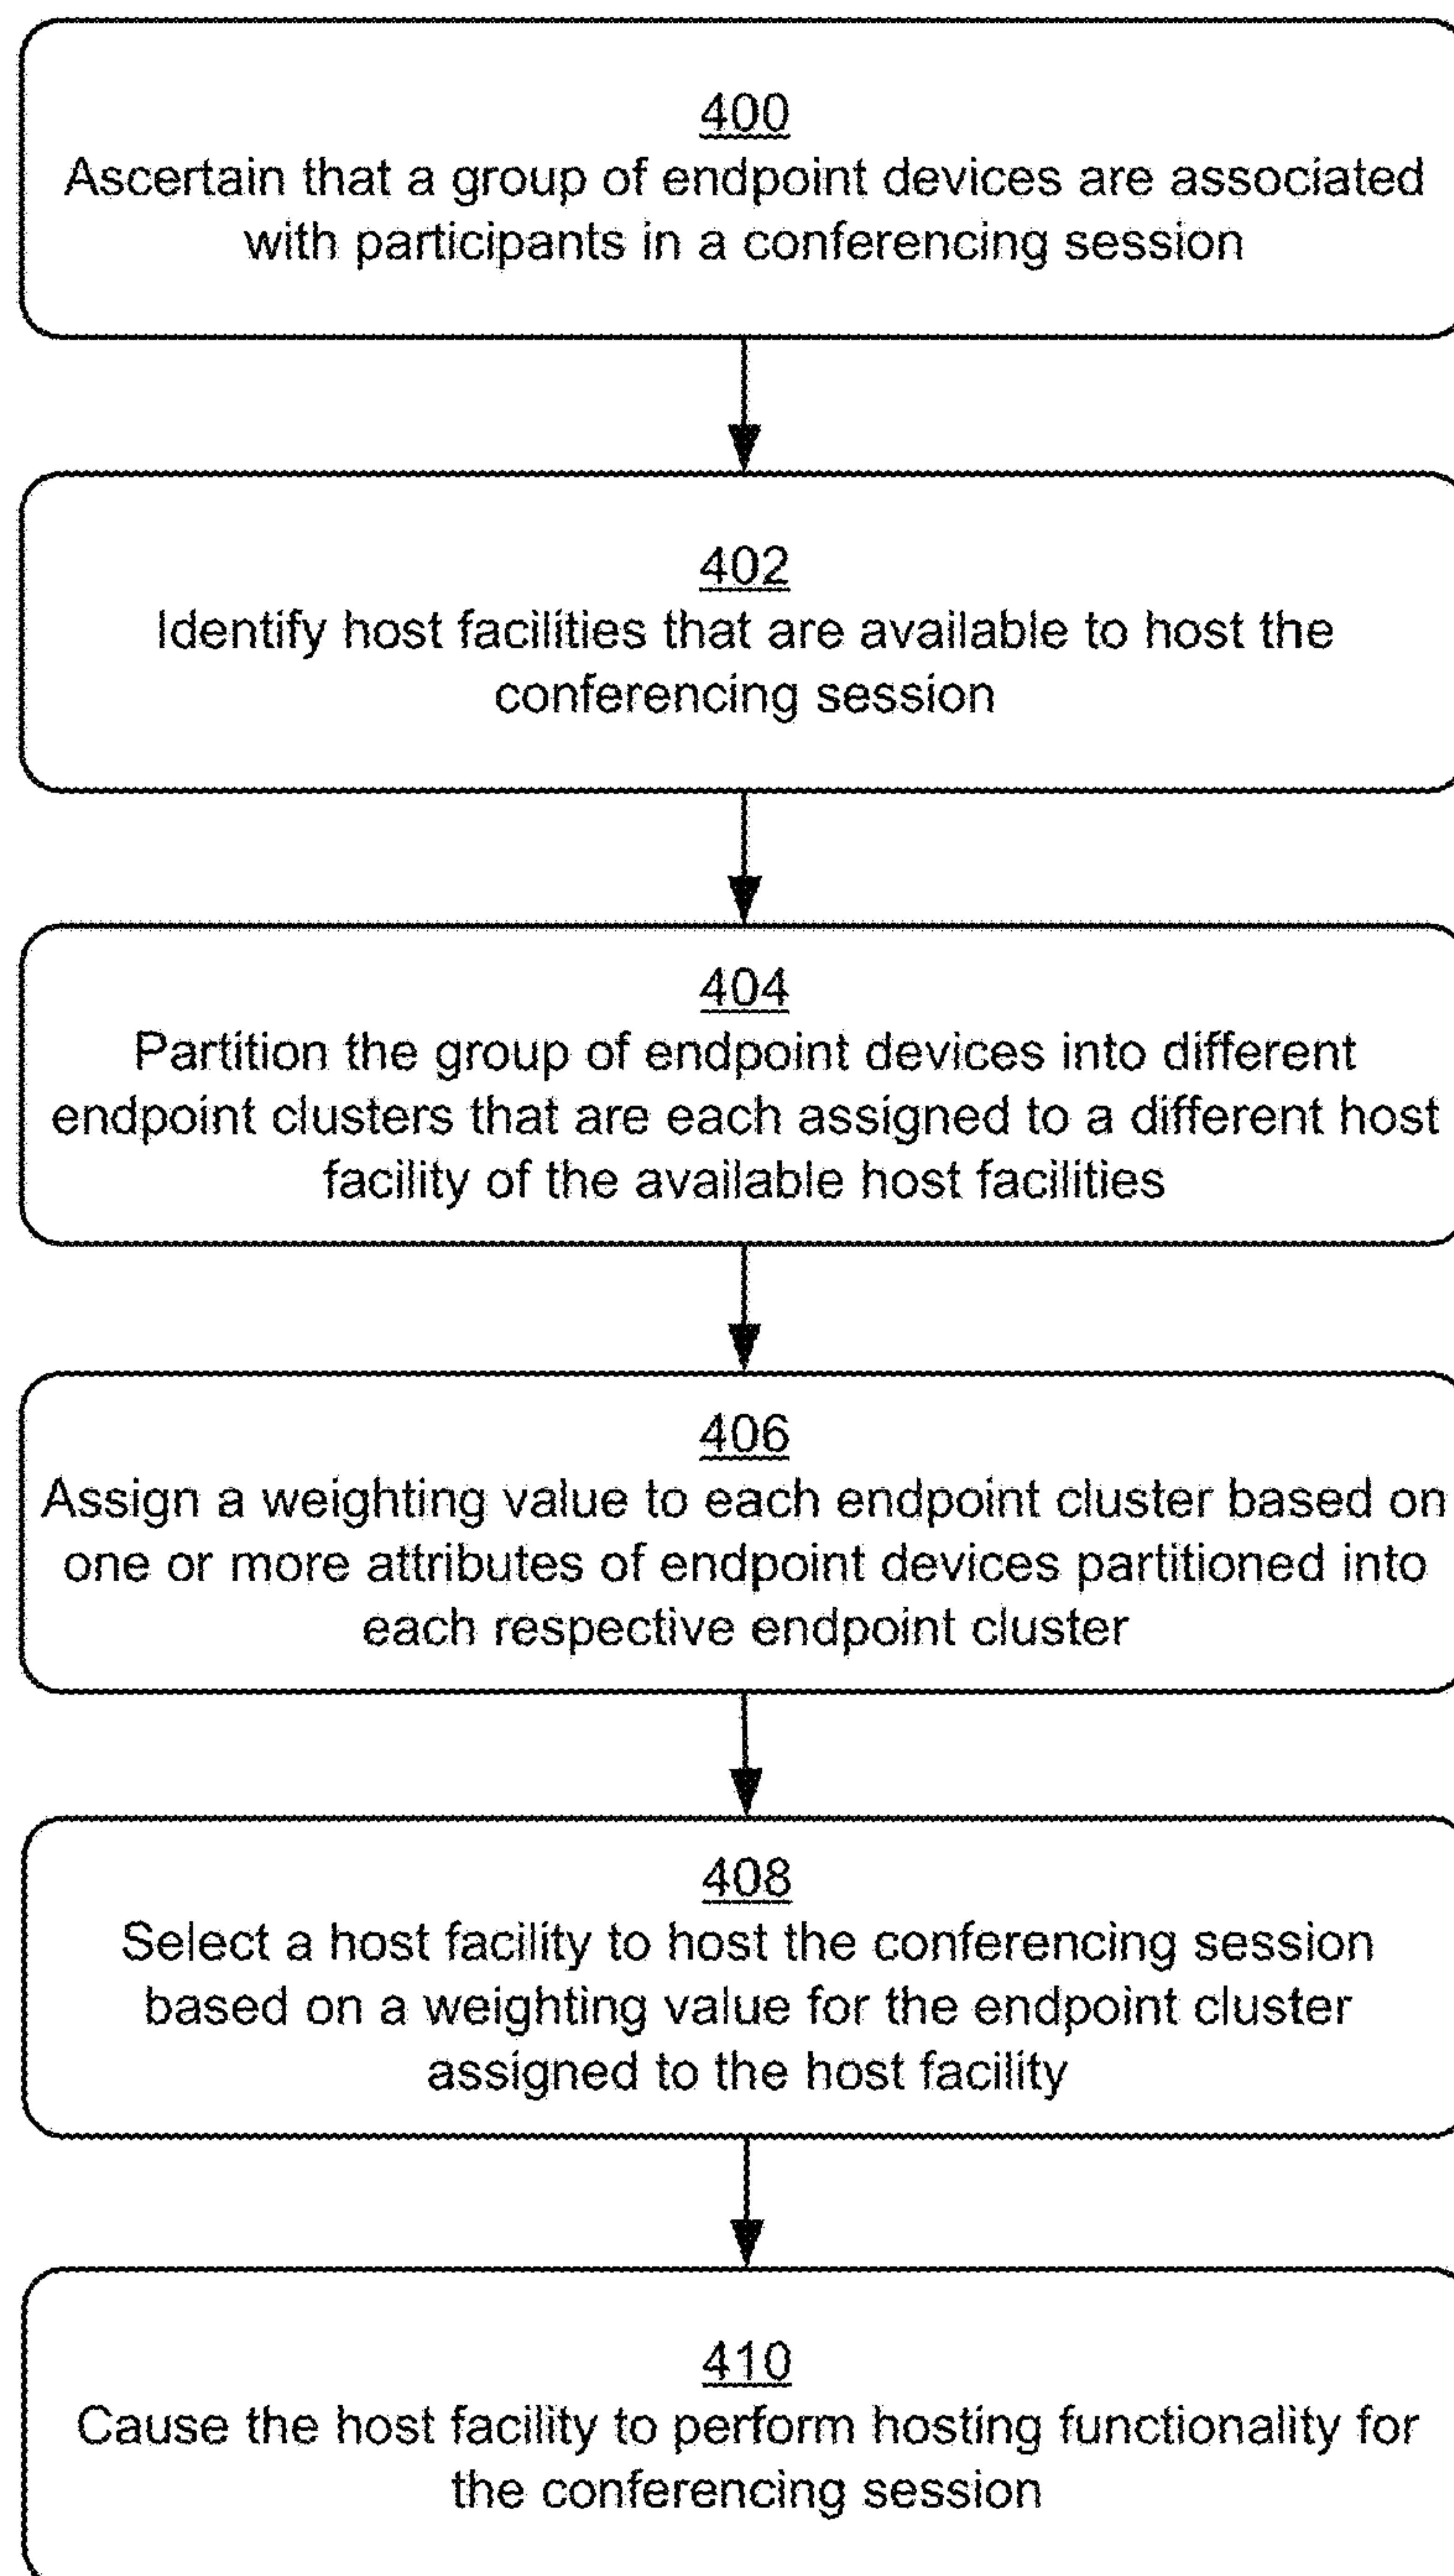 400
Ascertain that a group of endpoint devices are associated
with participants in a conferencing session
402
Identify host facilities that are available to host the
conferencing session
404
Partition the group of endpoint devices into different
endpoint clusters that are each assigned to a different host
facility of the available host facilities
406
Assign a weighting value to each endpoint cluster based on
one or more attributes of endpoint devices partitioned into
each respective endpoint cluster
408
Select a host facility to host the conferencing session
based on a weighting value for the endpoint cluster
assigned to the host facility
410
Cause the host facility to perform hosting functionality for
the conferencing session